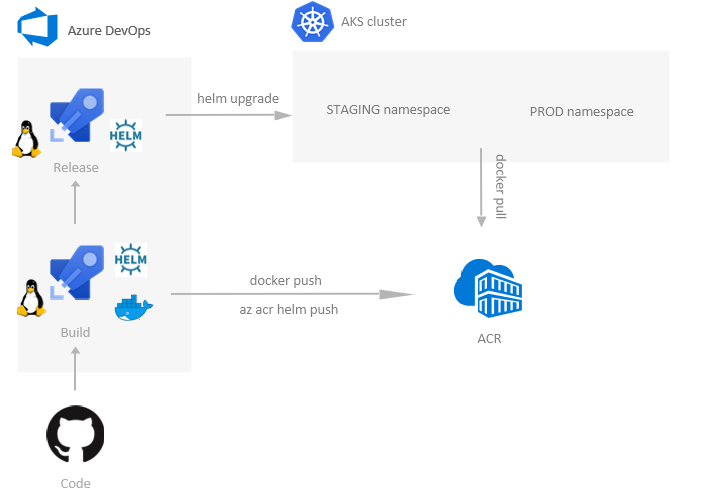 Azure DevOps
AKS cluster
helm upgrade
STAGING namespace
PROD namespace
HELM
Release
docker pull
HELM
docker push
az acr helm push
Build
ACR
Code